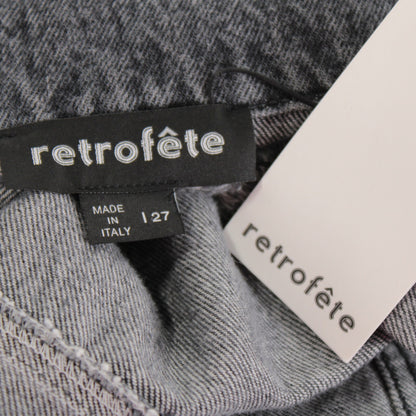 retrofête
MADE
IN
ITALY
| 27
retrofête